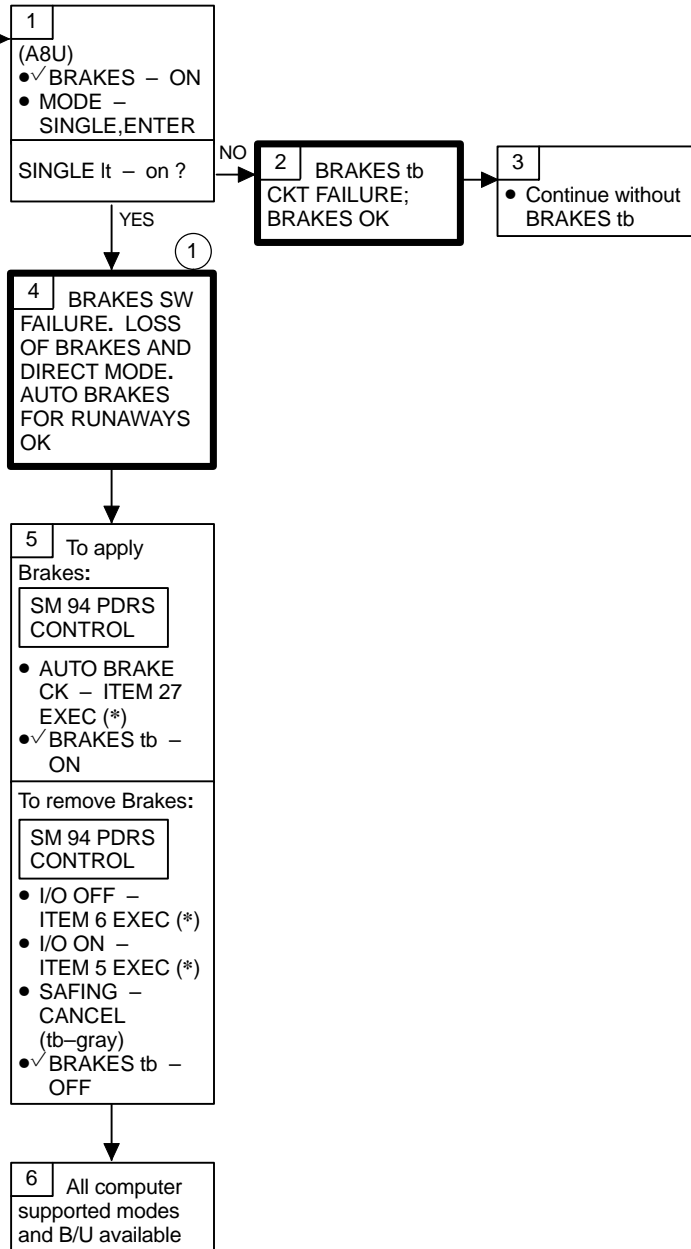 1
(A8U)
●√BRAKES – ON
● MODE –
SINGLE,ENTER
SINGLE lt – on ?
NO
2 BRAKES tb
CKT FAILURE;
BRAKES OK
3
● Continue without
BRAKES tb
YES
1
4 BRAKES SW
FAILURE. LOSS
OF BRAKES AND
DIRECT MODE.
AUTO BRAKES
FOR RUNAWAYS
OK
5 To apply
Brakes:
SM 94 PDRS
CONTROL
● AUTO BRAKE
CK – ITEM 27
EXEC (*)
●√BRAKES tb –
ON
To remove Brakes:
SM 94 PDRS
CONTROL
● I/O OFF –
ITEM 6 EXEC (*)
● I/O ON –
ITEM 5 EXEC (*)
● SAFING –
CANCEL
(tb–gray)
●√BRAKES tb –
OFF
6 All computer
supported modes
and B/U available